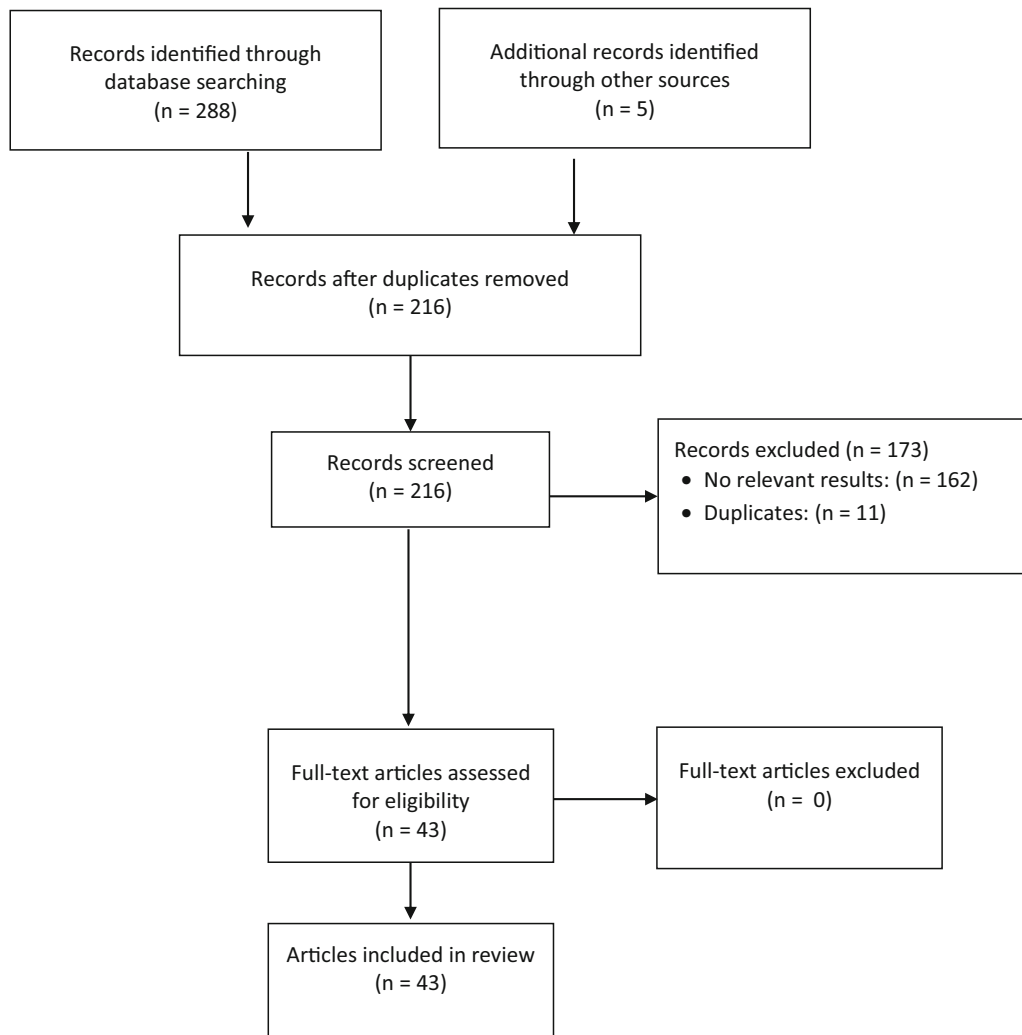 Records identified through
database searching
(n = 288)
Additional records identified
through other sources
(n = 5)
Records after duplicates removed
(n = 216)
Records screened
(n = 216)
Records excluded (n = 173)
• No relevant results: (n = 162)
• Duplicates: (n = 11)
Full-text articles assessed
for eligibility
(n = 43)
Full-text articles excluded
(n = 0)
Articles included in review
(n = 43)